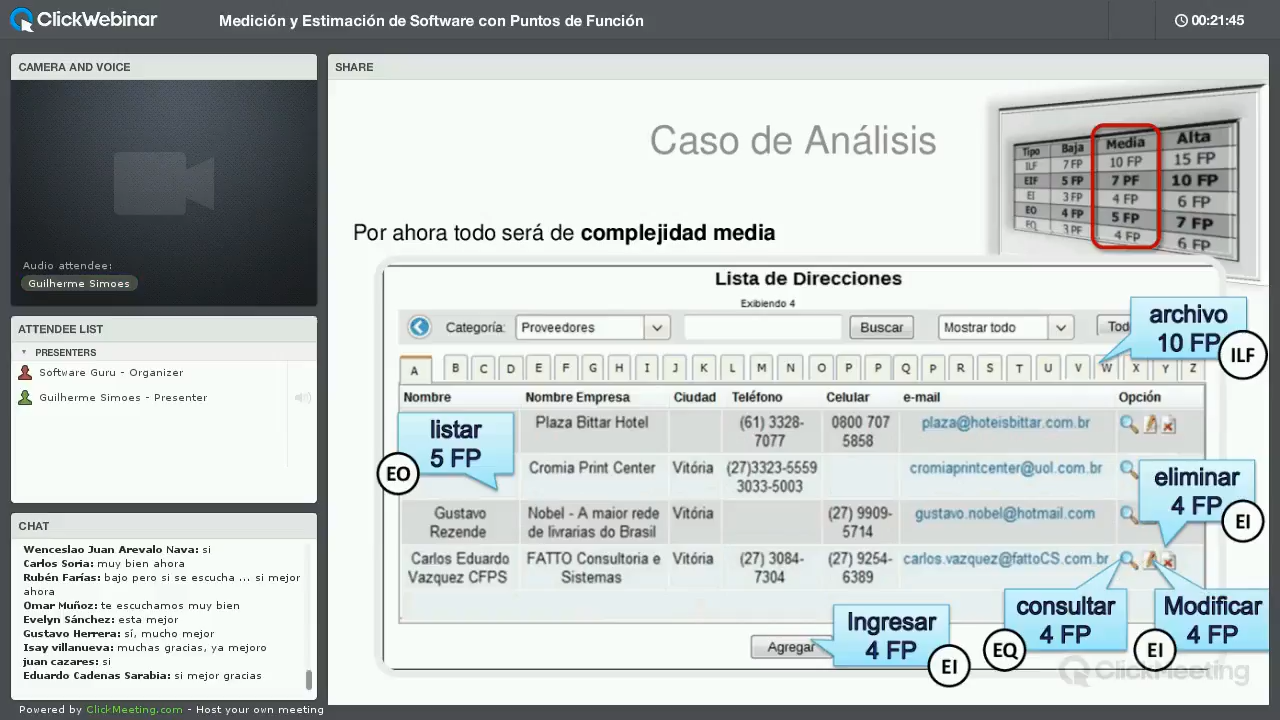 ClickWebinar
Medición y Estimación de Software con Puntos de Función
00:21:45
CAMERA AND VOICE
Audio attendee:
Guilherme Simoes
ATTENDEE LIST
PRESENTERS
Software Guru - Organizer
Guilherme Simoes - Presenter
CHAT
Wenceslao Juan Arevalo Nava: si
Carlos Soria: muy bien ahora
Rubén Farías: bajo pero si se escucha ... si mejor
ahora
Omar Muñoz: te escuchamos muy bien
Evelyn Sánchez: esta mejor
Gustavo Herrera: sí, mucho mejor
Isay villanueva: muchas gracias, ya mejoro
juan cazares: si
Eduardo Cadenas Sarabia: si mejor gracias
Powered by ClickMeeting.com - Host your own meeting
SHARE
Caso de Análisis
Tipo Baja Media Alta
ILF 7 FP 10 FP 15 FP
EIF 5 FP 7 PF 10 FP
EI 3 FP 4 FP 6 FP
EO 4 FP 5 FP 7 FP
EQ 3 PF 4 FP 6 FP
Por ahora todo será de complejidad media
Lista de Direcciones
Exibiendo 4
Categoría: Proveedores Buscar Mostrar todo Tod
archivo
10 FP
ILF
A B C D E F G H I J K L M N O P P Q P R S T U V W X Y Z
Nombre Nombre Empresa Ciudad Teléfono Celular e-mail Opción
listar
5 FP
EO
Plaza Bittar Hotel (61) 3328- 0800 707 plaza@hoteisbittar.com.br
7077 5858
Cromia Print Center Vitória (27)3323-5559 cromiaprintcenter@uol.com.br
3033-5003
eliminar
4 FP
EI
Gustavo Nobel - A maior rede Vitória (27) 9909- gustavo.nobel@hotmail.com
Rezende de livrarias do Brasil 5714
Carlos Eduardo FATTO Consultoria e Vitória (27) 3084- (27) 9254- carlos.vazquez@fattoCS.com.br
Vazquez CFPS Sistemas 7304 6389
Agregar
Ingresar
4 FP
EI
consultar
4 FP
EQ
Modificar
4 FP
EI
ClickMeeting